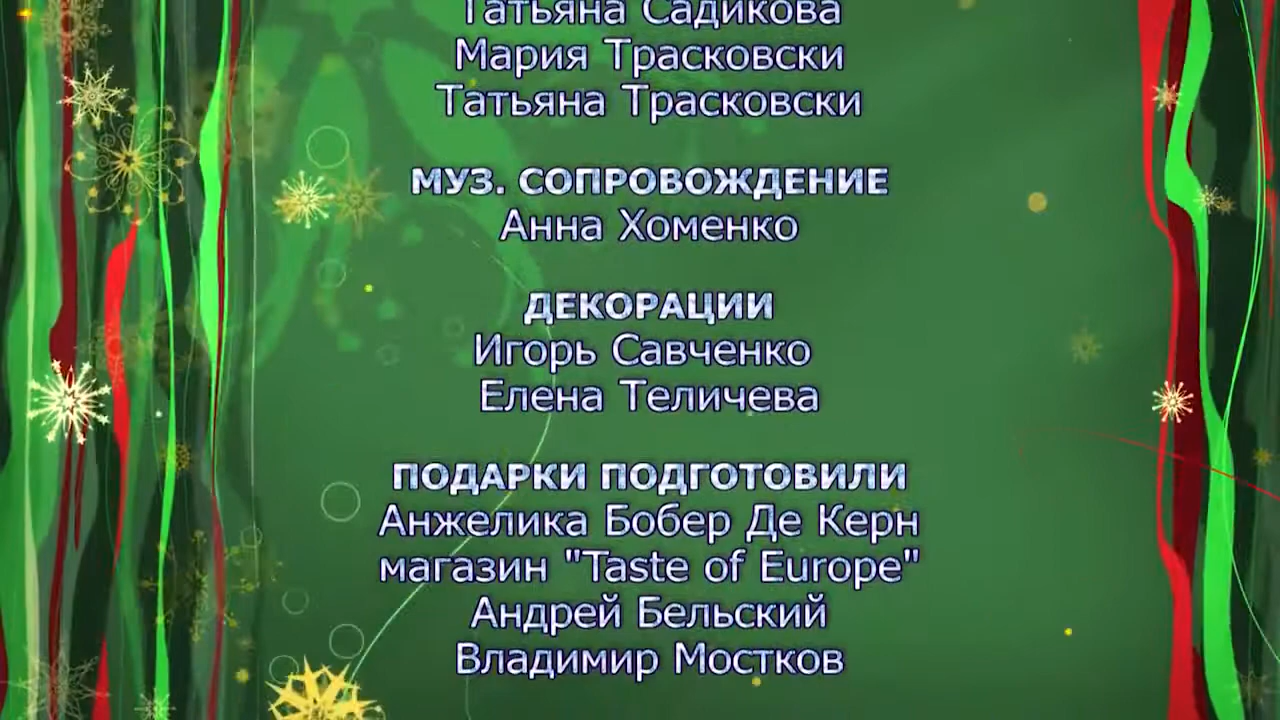 Татьяна Садикова
Мария Трасковски
Татьяна Трасковски
МУЗ. СОПРОВОЖДЕНИЕ
Анна Хоменко
ДЕКОРАЦИИ
Игорь Савченко
Елена Теличева
ПОДАРКИ ПОДГОТОВИЛИ
Анжелика Бобер Де Керн
магазин "Taste of Europe"
Андрей Бельский
Владимир Мостков